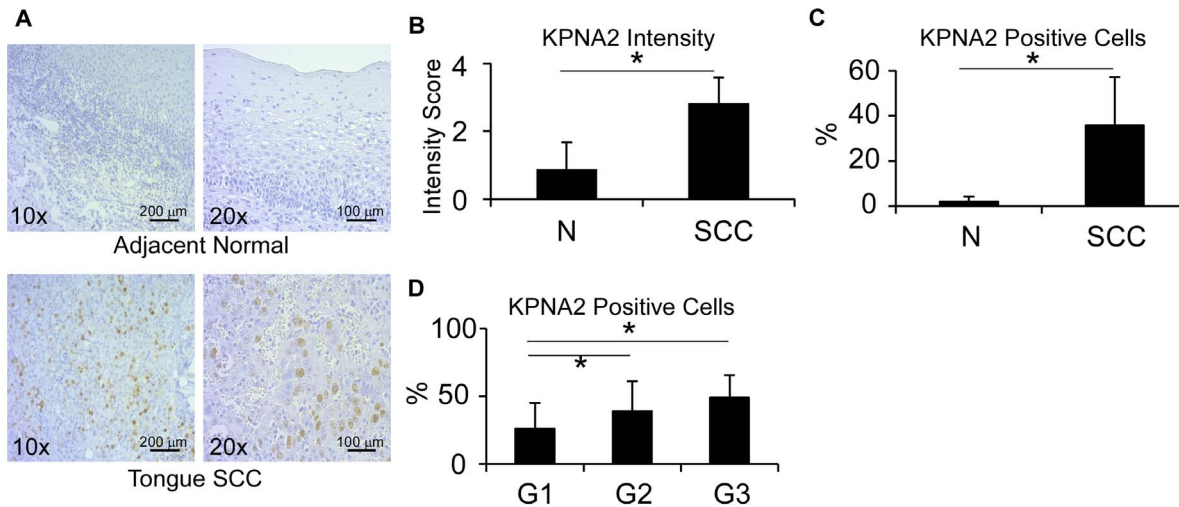 A
10x
200 μm
20x
100 μm
Adjacent Normal
10x
200 μm
20x
100 μm
Tongue SCC
B
KPNA2 Intensity
Intensity Score
4
2
0
*
N
SCC
C
KPNA2 Positive Cells
%
60
40
20
0
*
N
SCC
D
KPNA2 Positive Cells
%
100
50
0
*
*
G1
G2
G3